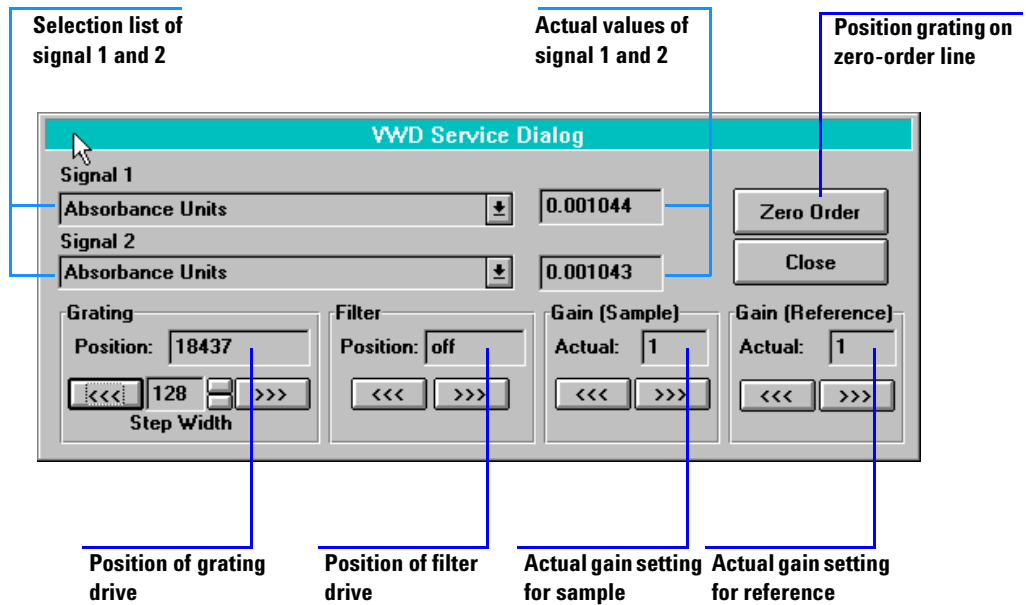 Selection list of
signal 1 and 2
Actual values of
signal 1 and 2
Position grating on
zero-order line
VWD Service Dialog
Signal 1
Absorbance Units
0.001044
Zero Order
Signal 2
Absorbance Units
0.001043
Close
Grating
Position: 18437
<<< 128 >>>
Step Width
Filter
Position: off
<<< >>>
Gain (Sample)
Actual: 1
<<< >>>
Gain (Reference)
Actual: 1
<<< >>>
Position of grating
drive
Position of filter
drive
Actual gain setting
for sample
Actual gain setting
for reference